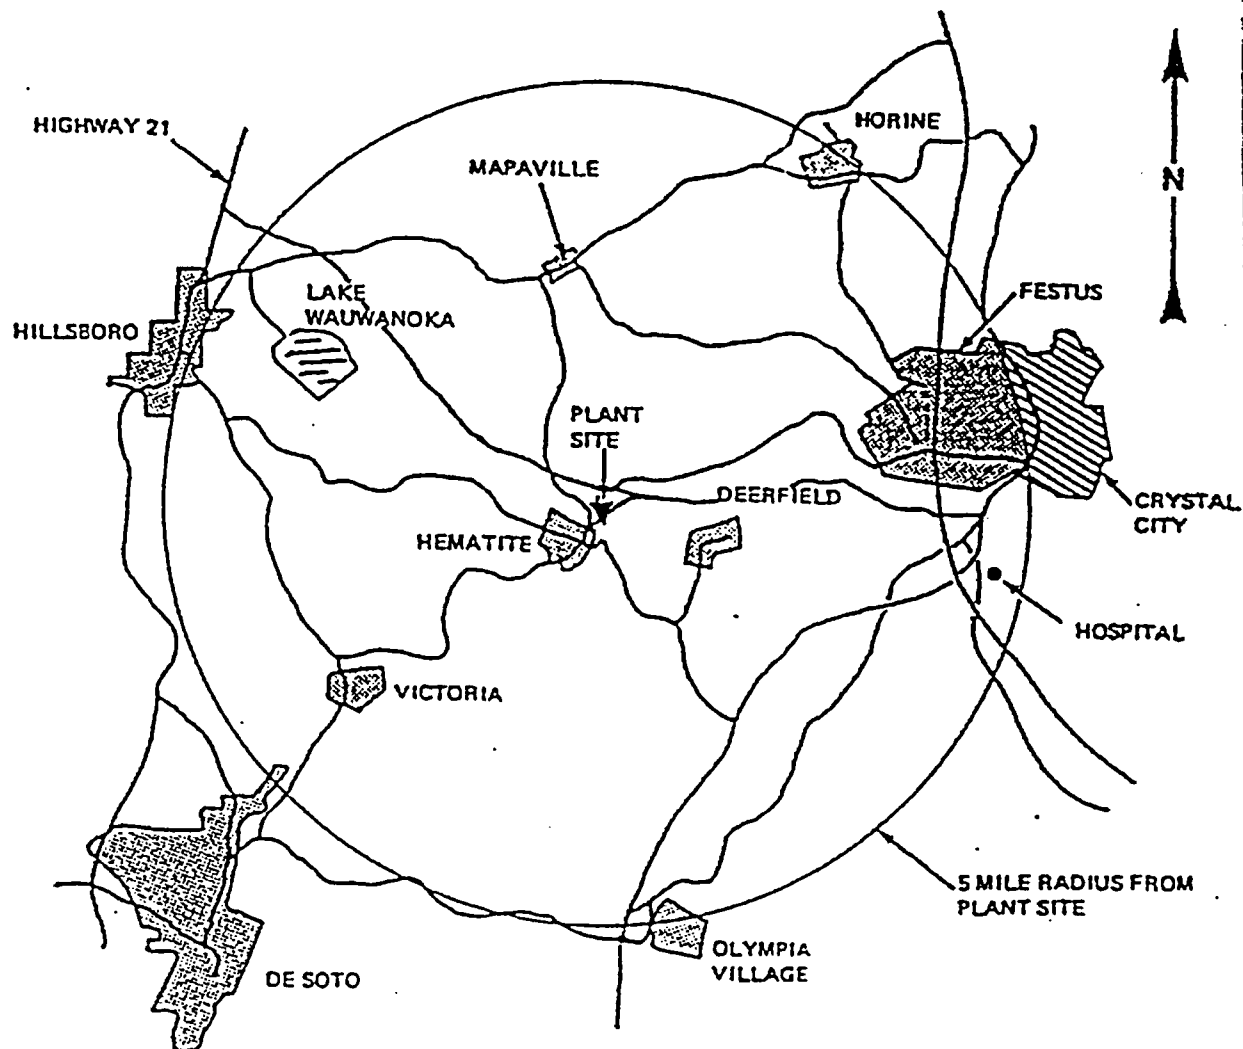 HIGHWAY 21
HORINE
MAPAVILLE
N
LAKE
WAUWANOKA
FESTUS
HILLSBORO
PLANT
SITE
DEERFIELD
CRYSTAL
CITY
HEMATITE
HOSPITAL
VICTORIA
5 MILE RADIUS FROM
PLANT SITE
OLYMPIA
VILLAGE
DE SOTO